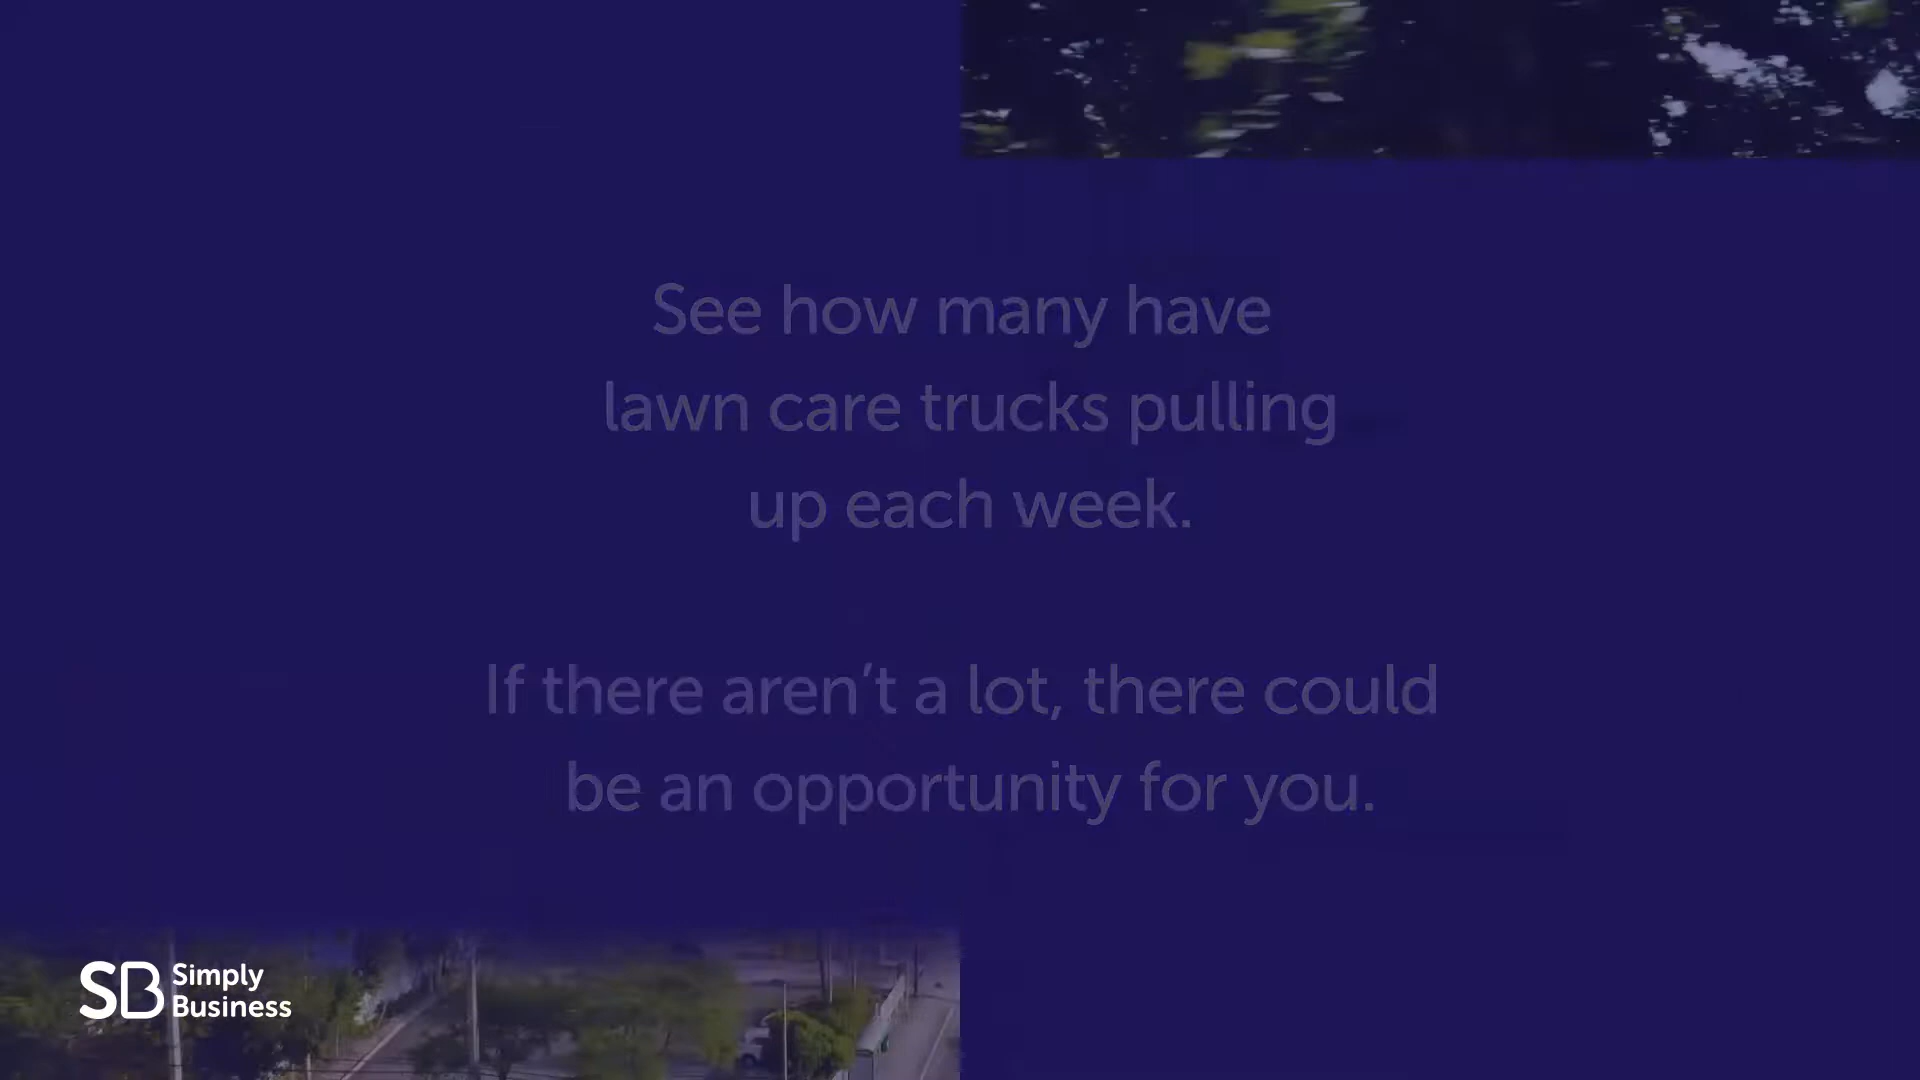 See how many have
lawn care trucks pulling
up each week.
If there aren't a lot, there could
be an opportunity for you.
SB Simply
Business